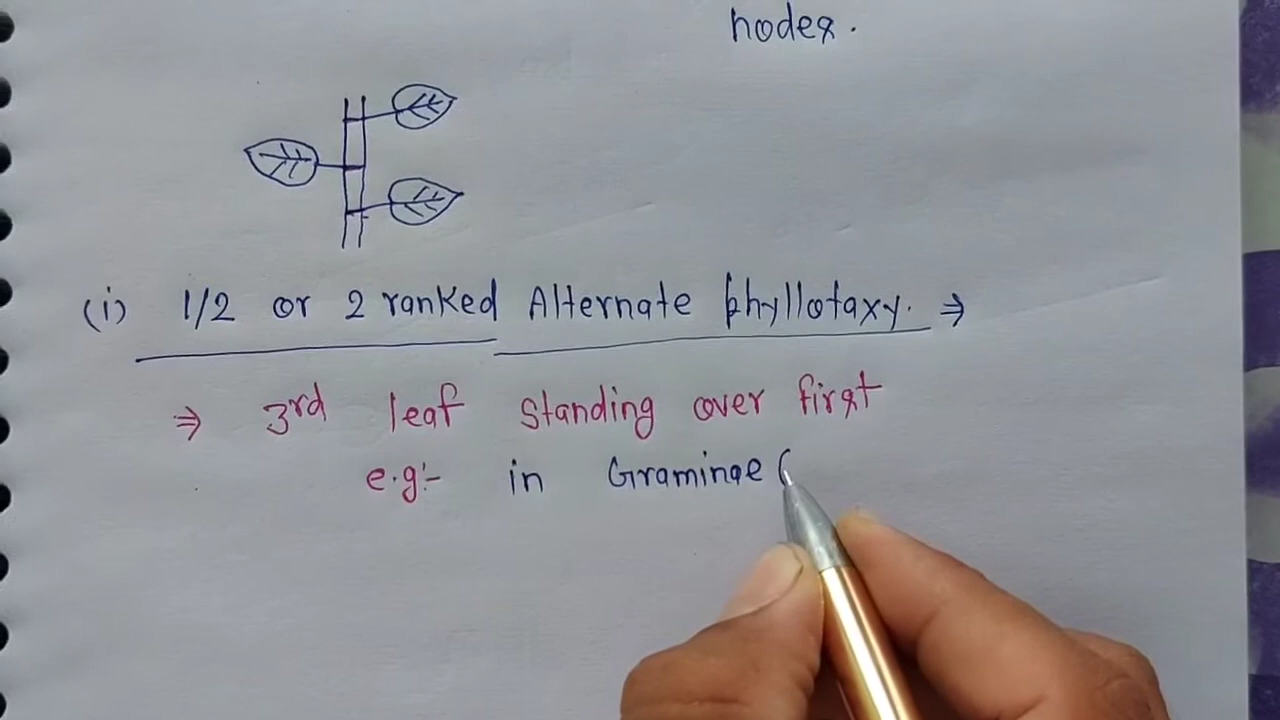 nodes.
(i) 1/2 or 2 ranked Alternate phyllotaxy. ⇒
⇒ 3rd leaf standing over first
e.g:- in Graminae (